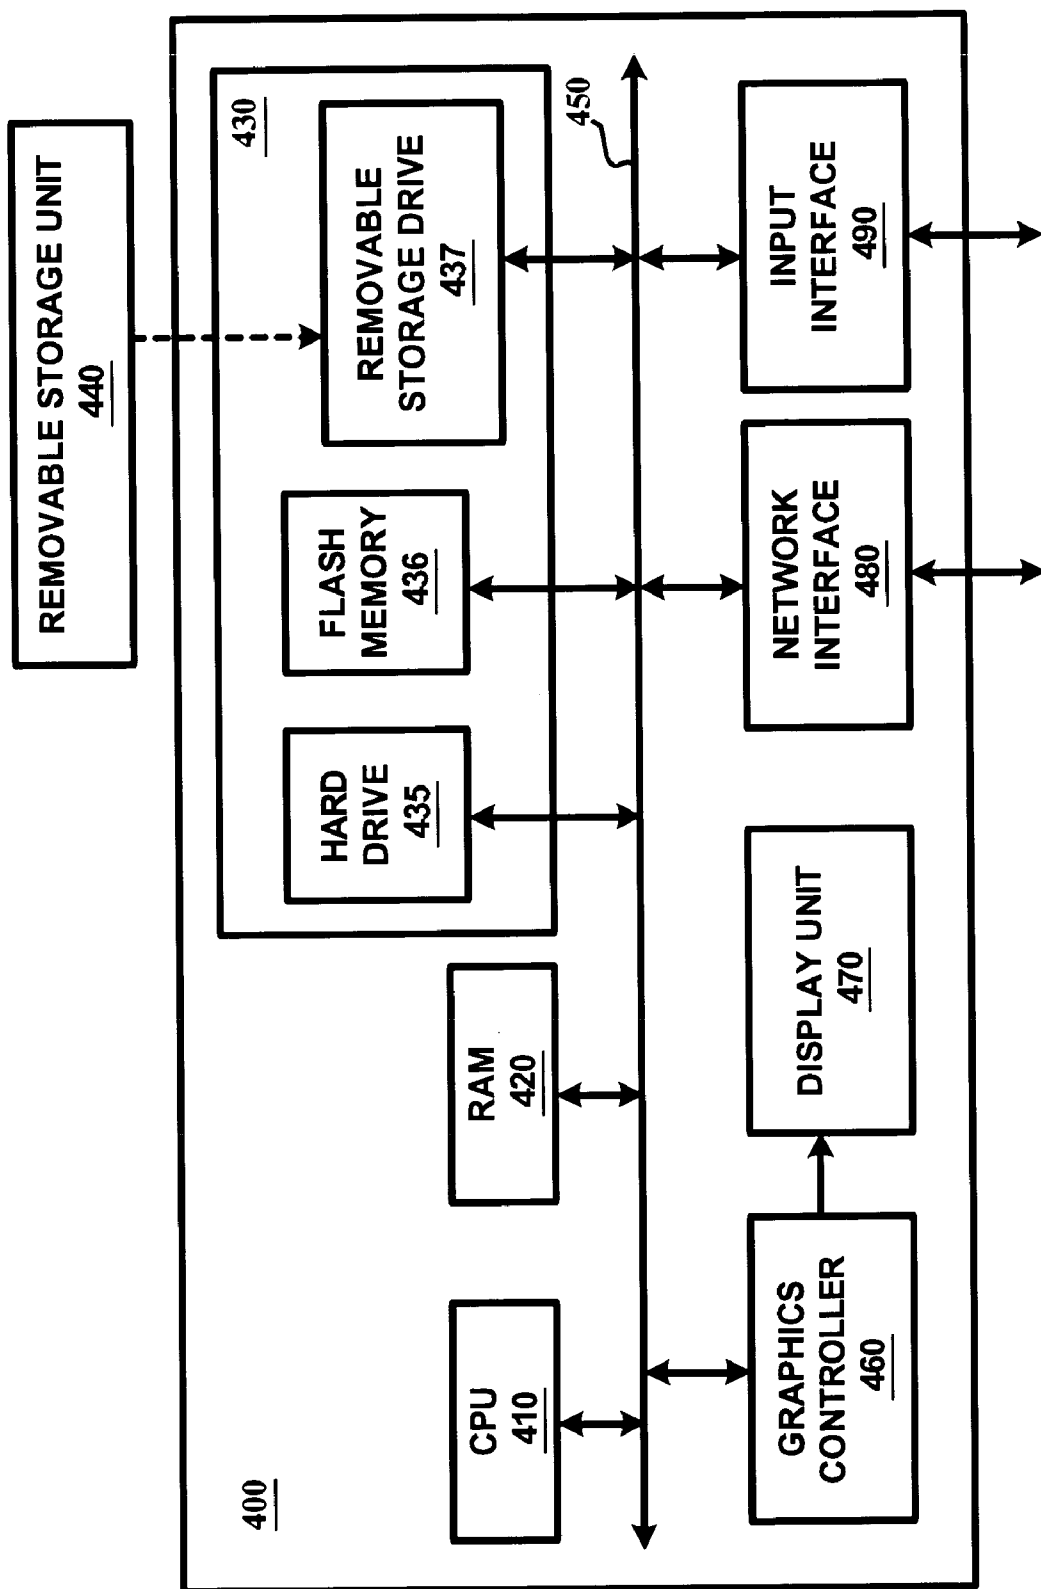 REMOVABLE STORAGE UNIT
440
400
430
CPU
410
RAM
420
HARD
DRIVE
435
FLASH
MEMORY
436
REMOVABLE
STORAGE DRIVE
437
450
GRAPHICS
CONTROLLER
460
DISPLAY UNIT
470
NETWORK
INTERFACE
480
INPUT
INTERFACE
490